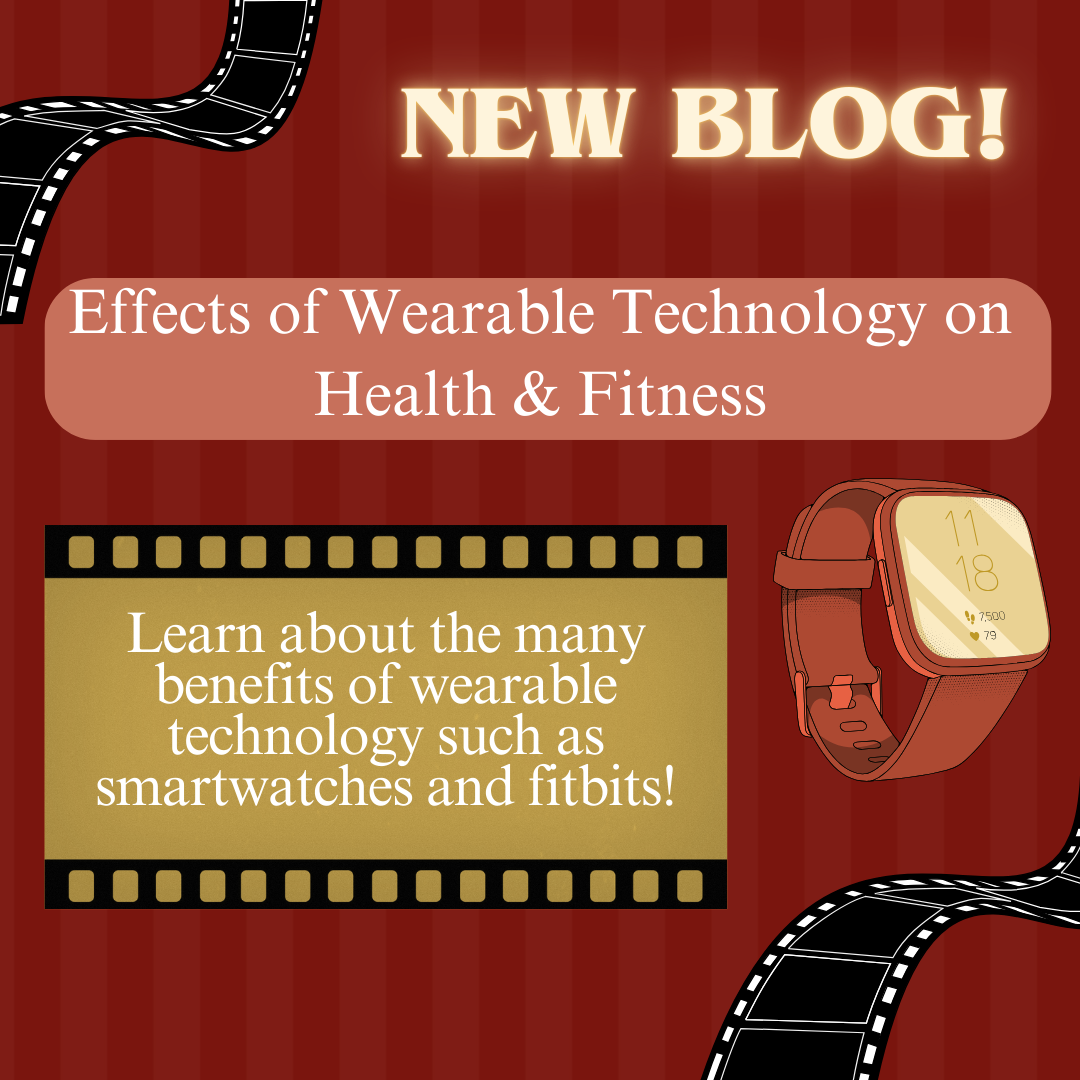 NEW BLOG!
Effects of Wearable Technology on
Health & Fitness
11
18
7,500
79
Learn about the many
benefits of wearable
technology such as
smartwatches and fitbits!